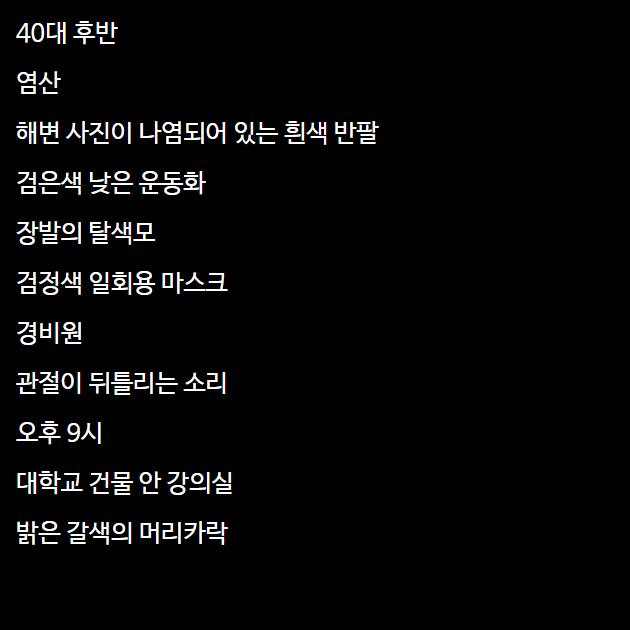 40대 후반
염산
해변 사진이 나염되어 있는 흰색 반팔
검은색 낮은 운동화
장발의 탈색모
검정색 일회용 마스크
경비원
관절이 뒤틀리는 소리
오후 9시
대학교 건물 안 강의실
밝은 갈색의 머리카락